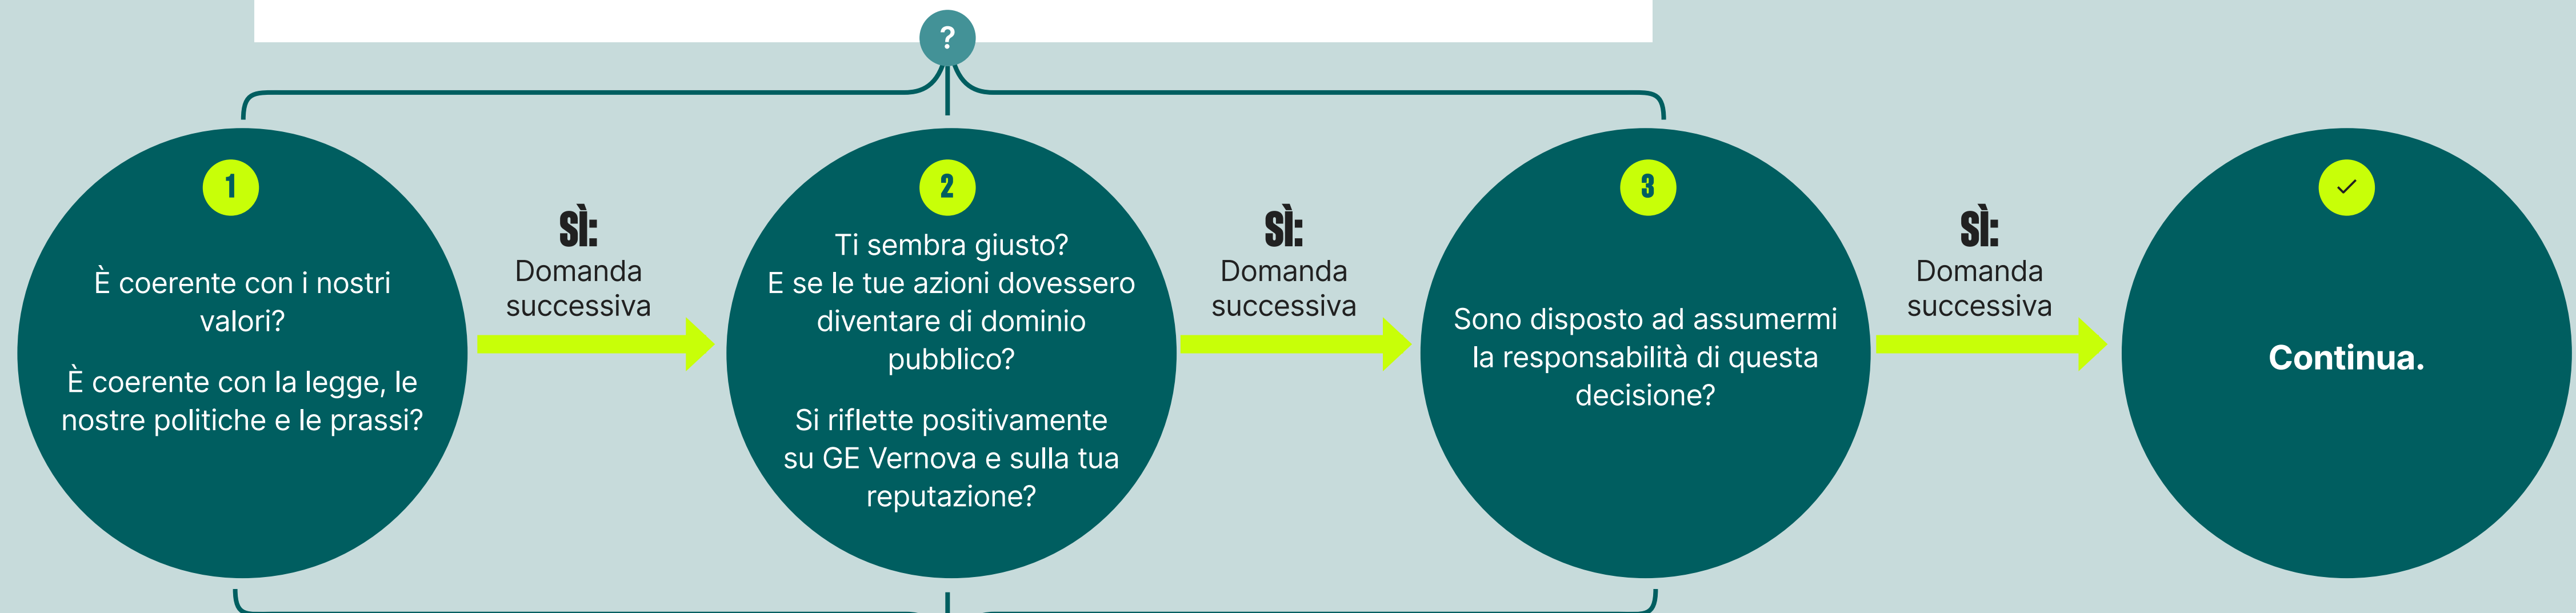 ?
1
È coerente con i nostri
valori?
È coerente con la legge, le
nostre politiche e le prassi?
SÌ:
Domanda
successiva
2
Ti sembra giusto?
E se le tue azioni dovessero
diventare di dominio
pubblico?
Si riflette positivamente
su GE Vernova e sulla tua
reputazione?
SÌ:
Domanda
successiva
3
Sono disposto ad assumermi
la responsabilità di questa
decisione?
SÌ:
Domanda
successiva
Continua.